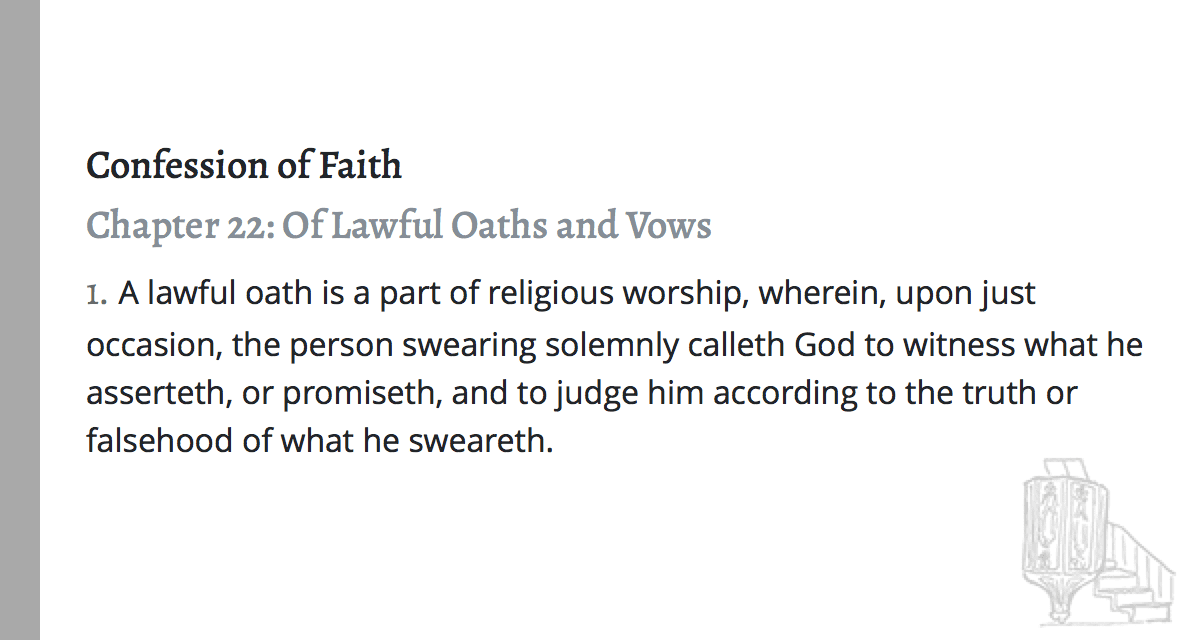 Confession of Faith
Chapter 22: Of Lawful Oaths and Vows
1. A lawful oath is a part of religious worship, wherein, upon just
occasion, the person swearing solemnly calleth God to witness what he
asserteth, or promiseth, and to judge him according to the truth or
falsehood of what he sweareth.